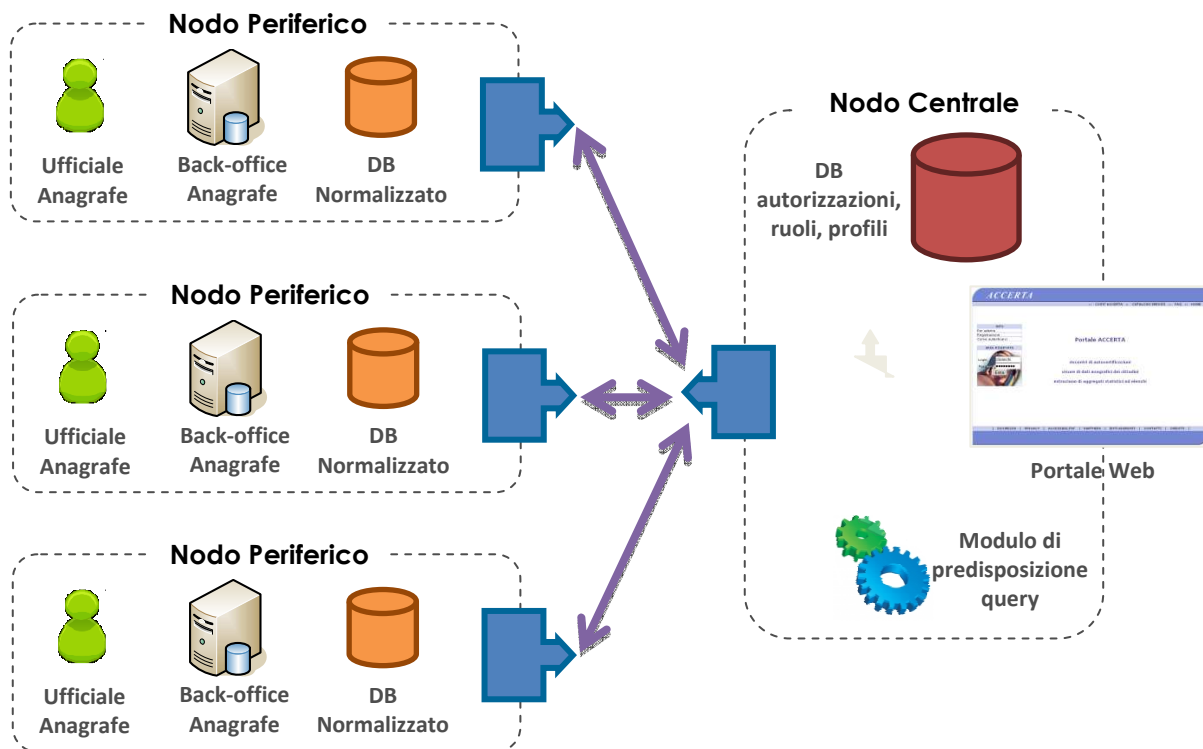 Nodo Periferico
Ufficiale
Anagrafe
Back-office
Anagrafe
DB
Normalizzato
Nodo Periferico
Ufficiale
Anagrafe
Back-office
Anagrafe
DB
Normalizzato
Nodo Periferico
Ufficiale
Anagrafe
Back-office
Anagrafe
DB
Normalizzato
Nodo Centrale
DB
autorizzazioni,
ruoli, profili
ACCERTA
Portale ACCERTA
Portale Web
Modulo di
predisposizione
query